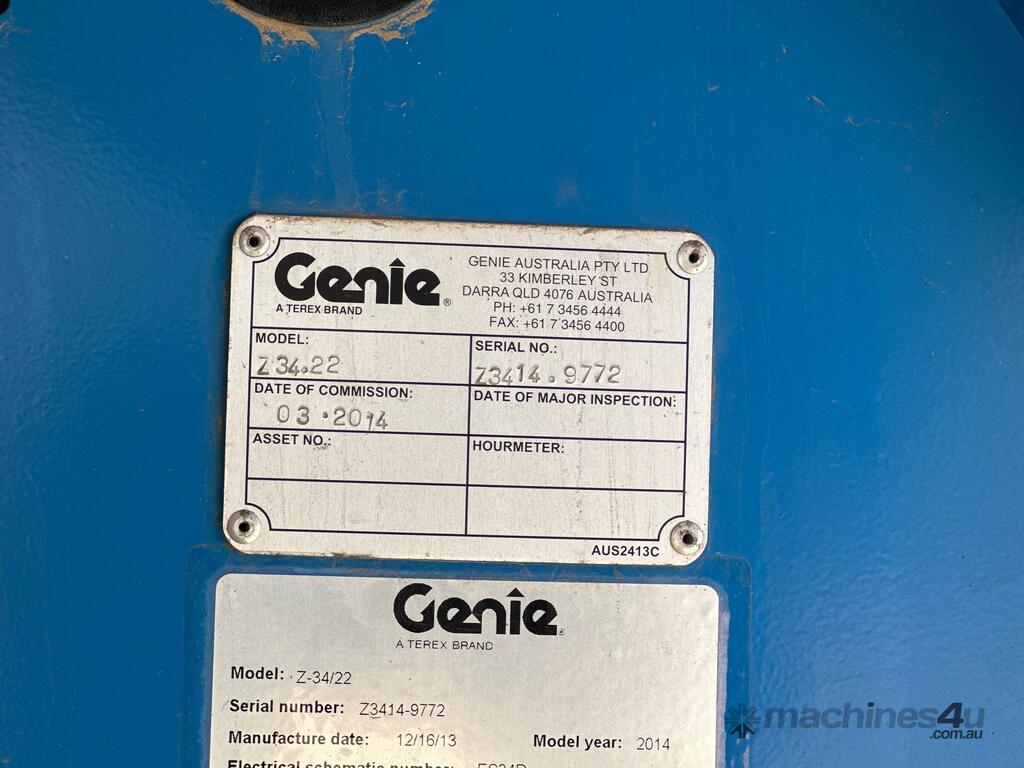 Genie®
A TEREX BRAND
GENIE AUSTRALIA PTY LTD
33 KIMBERLEY ST
DARRA QLD 4076 AUSTRALIA
PH: +61 7 3456 4444
FAX: +61 7 3456 4400
MODEL:
Z34.22
SERIAL NO.:
Z3414.9772
DATE OF COMMISSION:
03.2014
DATE OF MAJOR INSPECTION:
ASSET NO.:
HOURMETER:
AUS2413C
Genie.
A TEREX BRAND
Model: Z-34/22
Serial number: Z3414-9772
Manufacture date: 12/16/13 Model year: 2014
Electrical schematic number:
machines4u
.com.au